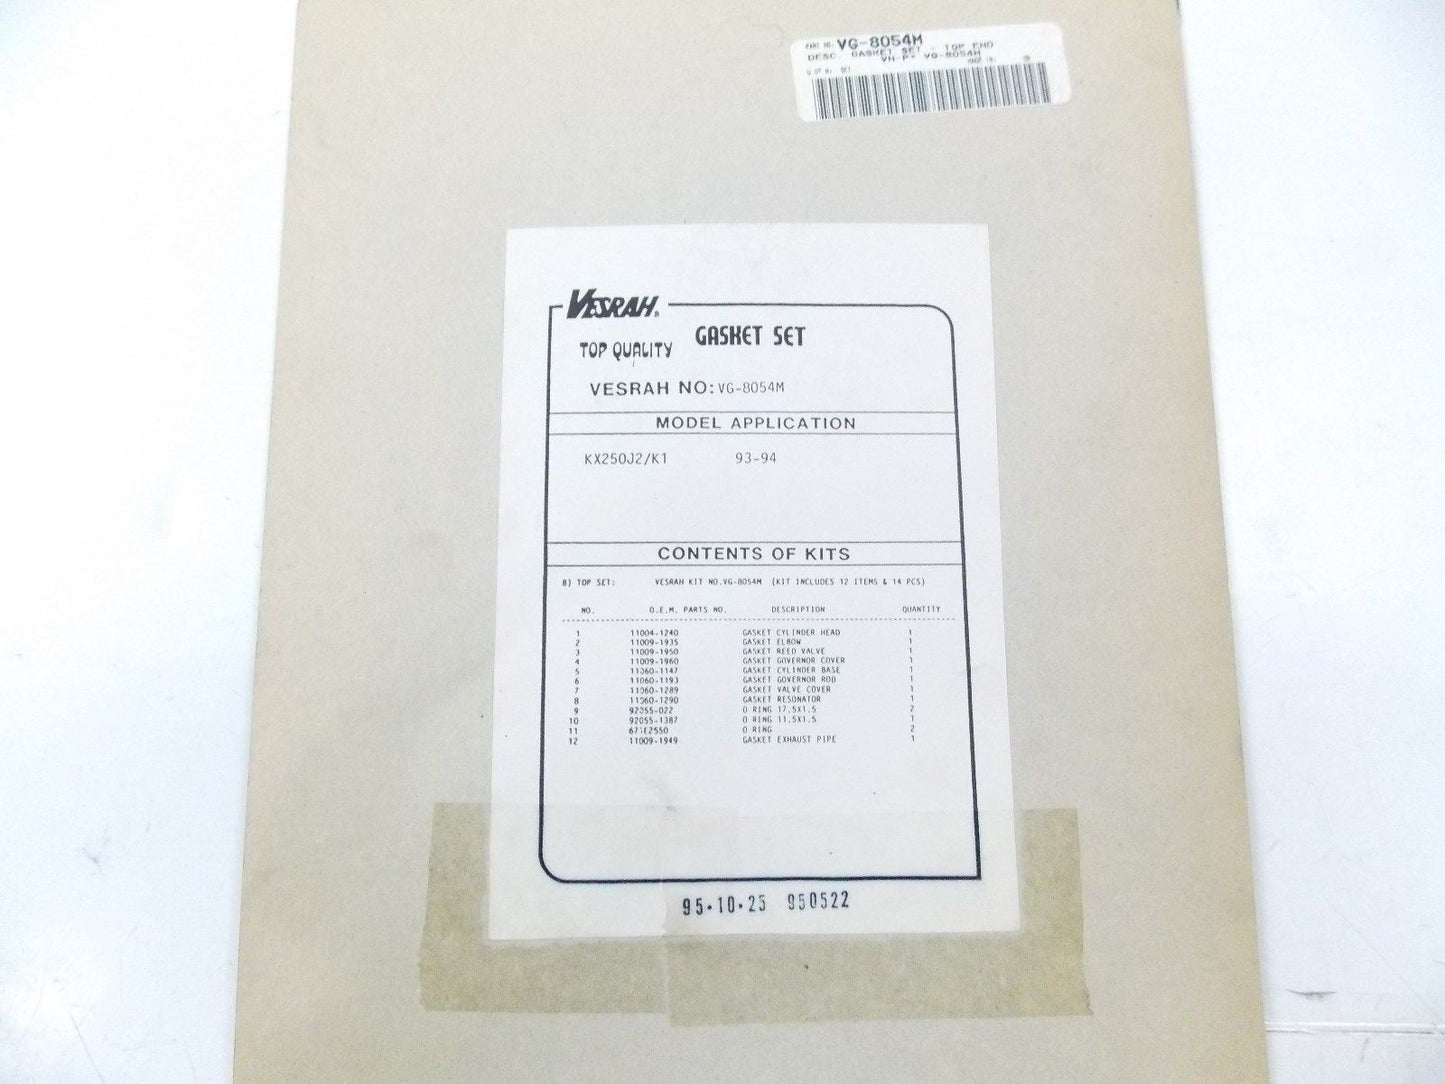 PART NO. VG-8054M
DESC. GASKET SET - TOP END
VH-P= VG-8054M
VESRAH®
GASKET SET
TOP QUALITY
VESRAH NO: VG-8054M
MODEL APPLICATION
KX250J2/K1 93-94
CONTENTS OF KITS
B) TOP SET: VESRAH KIT NO.VG-8054M (KIT INCLUDES 12 ITEMS & 14 PCS)
NO. O.E.M. PARTS NO. DESCRIPTION QUANTITY
1 11004-1240 GASKET CYLINDER HEAD 1
2 11009-1935 GASKET ELBOW 1
3 11009-1950 GASKET REED VALVE 1
4 11009-1960 GASKET GOVERNOR COVER 1
5 11060-1147 GASKET CYLINDER BASE 1
6 11060-1193 GASKET GOVERNOR ROD 1
7 11060-1289 GASKET VALVE COVER 1
8 11060-1290 GASKET RESONATOR 1
9 92055-022 O RING 17.5X1.5 2
10 92055-1387 O RING 11.5X1.5 1
11 671E2550 O RING 2
12 11009-1949 GASKET EXHAUST PIPE 1
95·10·25 950522